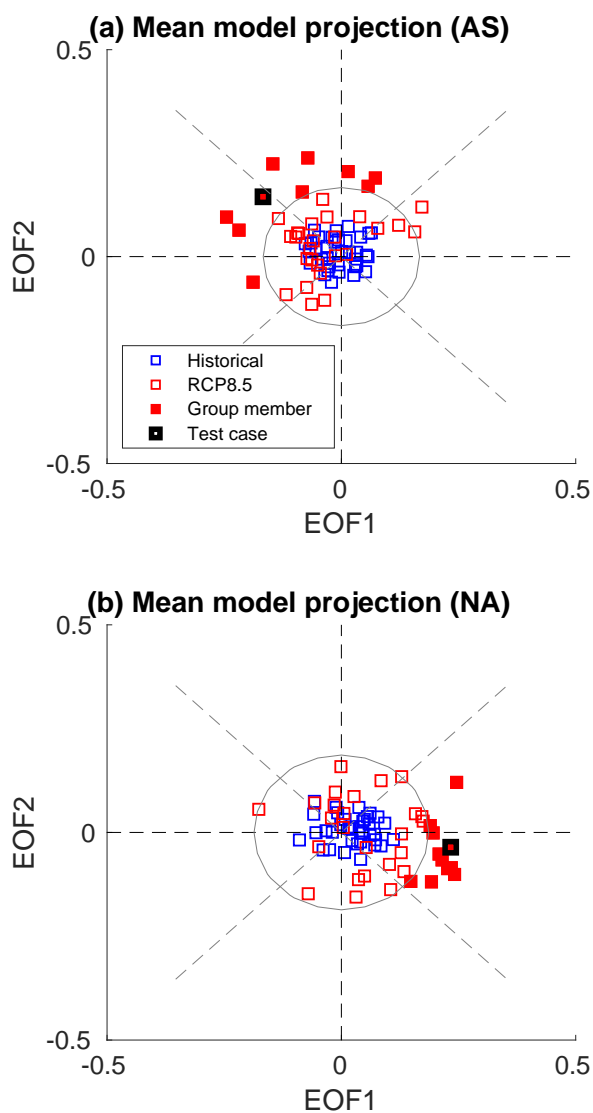 (a) Mean model projection (AS)
0.5
EOF2
0
Historical
RCP8.5
Group member
Test case
-0.5
-0.5 0 0.5
EOF1
(b) Mean model projection (NA)
0.5
EOF2
0
-0.5
-0.5 0 0.5
EOF1